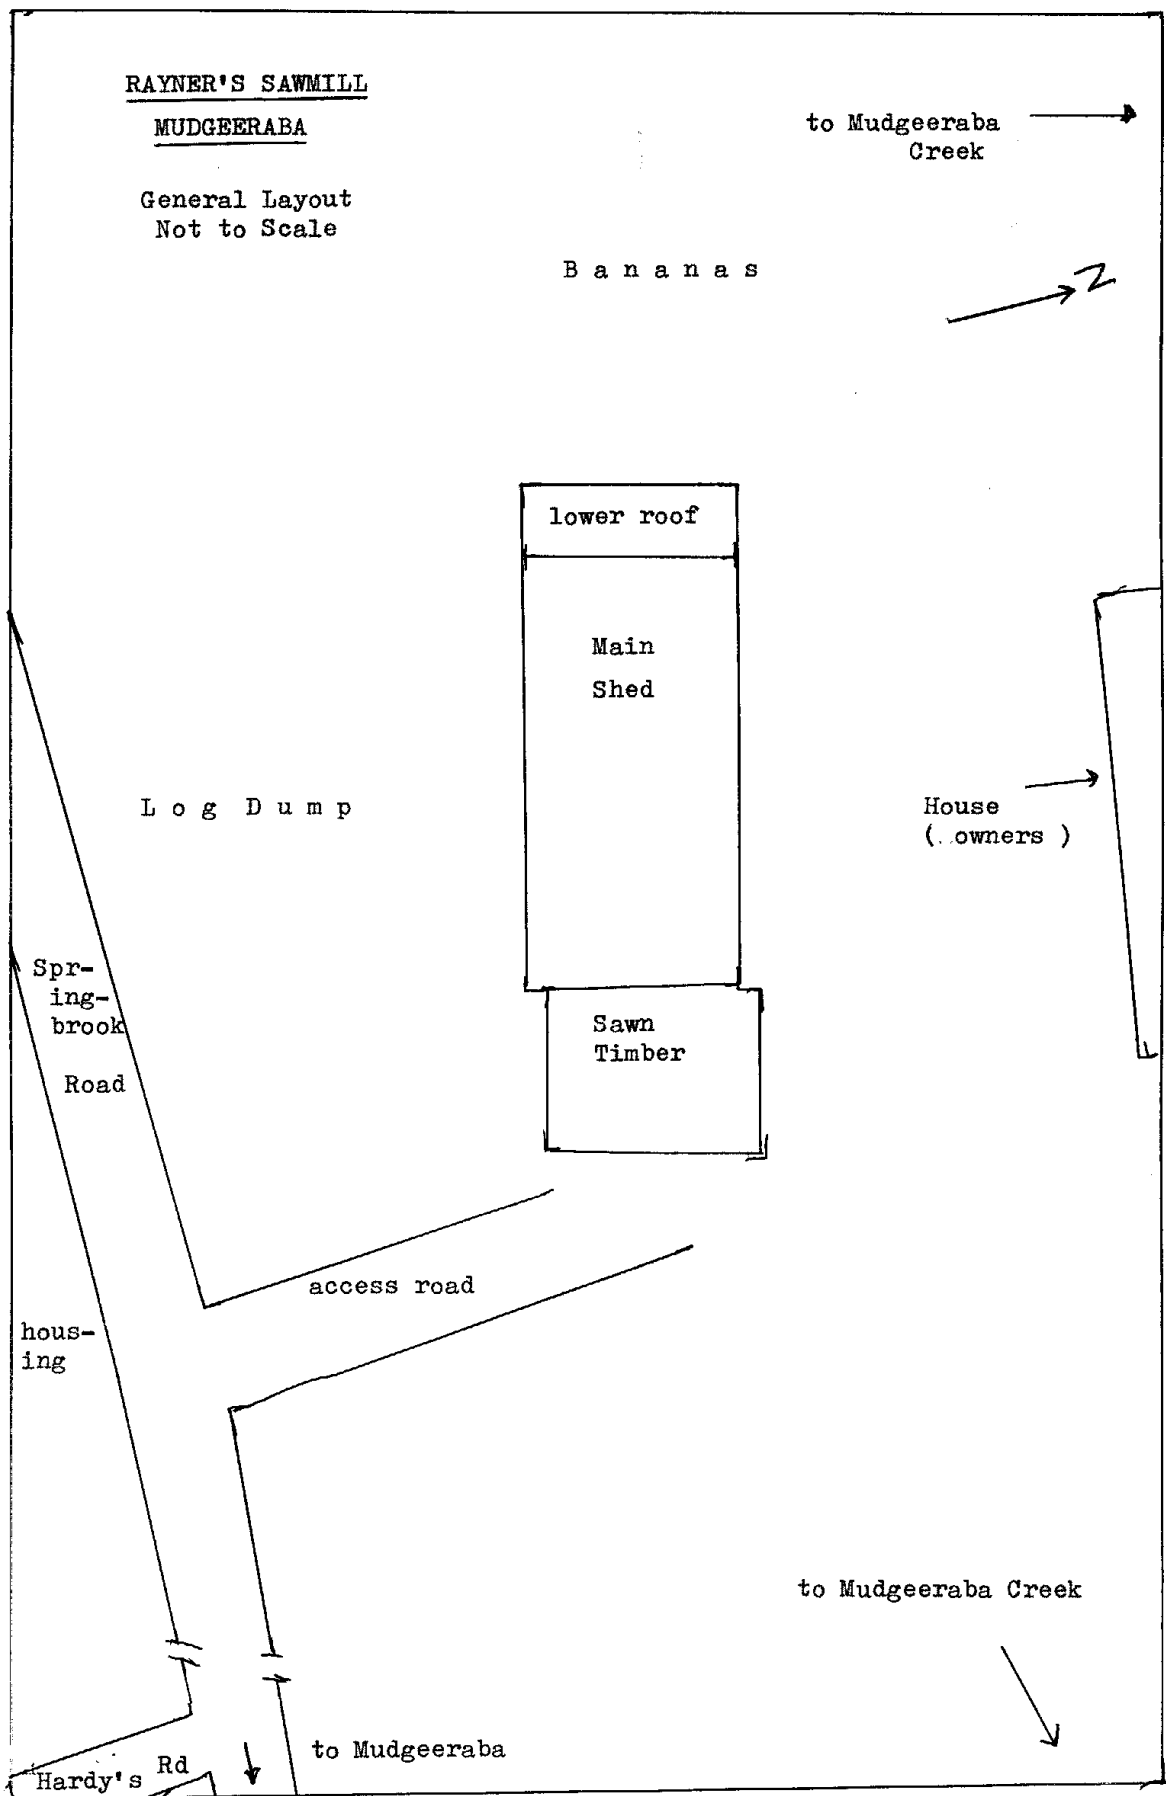 RAYNER'S SAWMILL
MUDGEERABA
General Layout
Not to Scale
to Mudgeeraba
Creek
N
B a n a n a s
lower roof
Main
Shed
L o g D u m p
House
( owners )
Spr-
ing-
brook
Road
Sawn
Timber
access road
hous-
ing
to Mudgeeraba Creek
to Mudgeeraba
Hardy's Rd